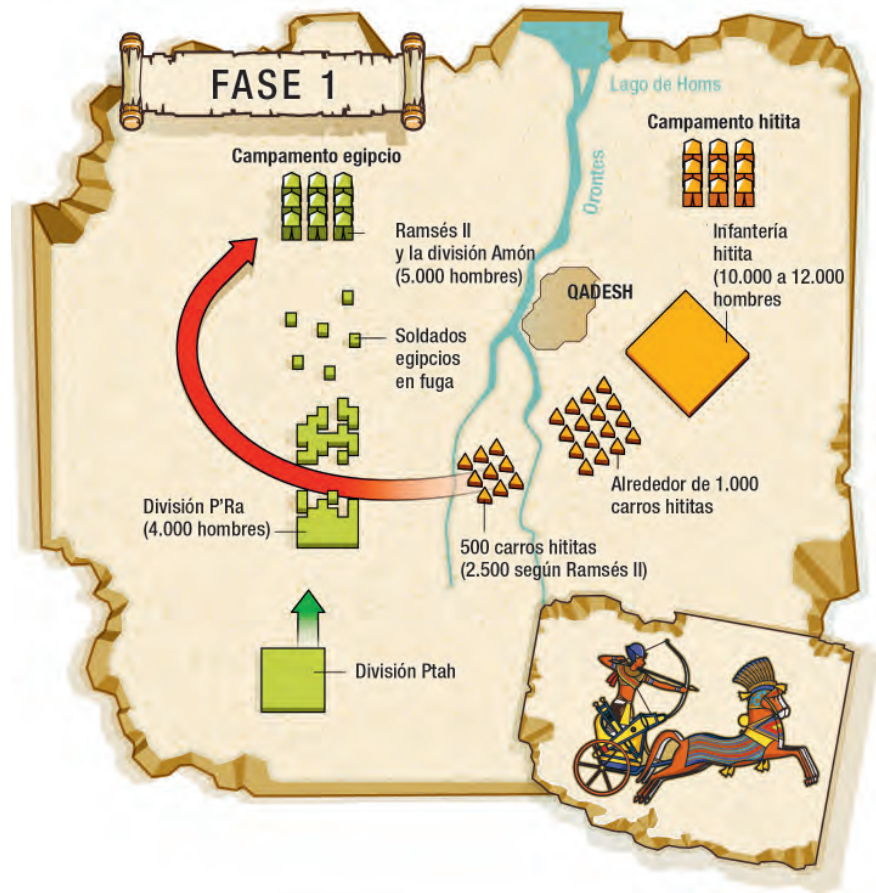 FASE 1
Lago de Homs
Campamento hitita
Campamento egipcio
Orontes
Ramsés II
y la división Amón
(5.000 hombres)
Infantería
hitita
(10.000 a 12.000
hombres
QADESH
Soldados
egipcios
en fuga
Alrededor de 1.000
carros hititas
División P'Ra
(4.000 hombres)
500 carros hititas
(2.500 según Ramsés II)
División Ptah